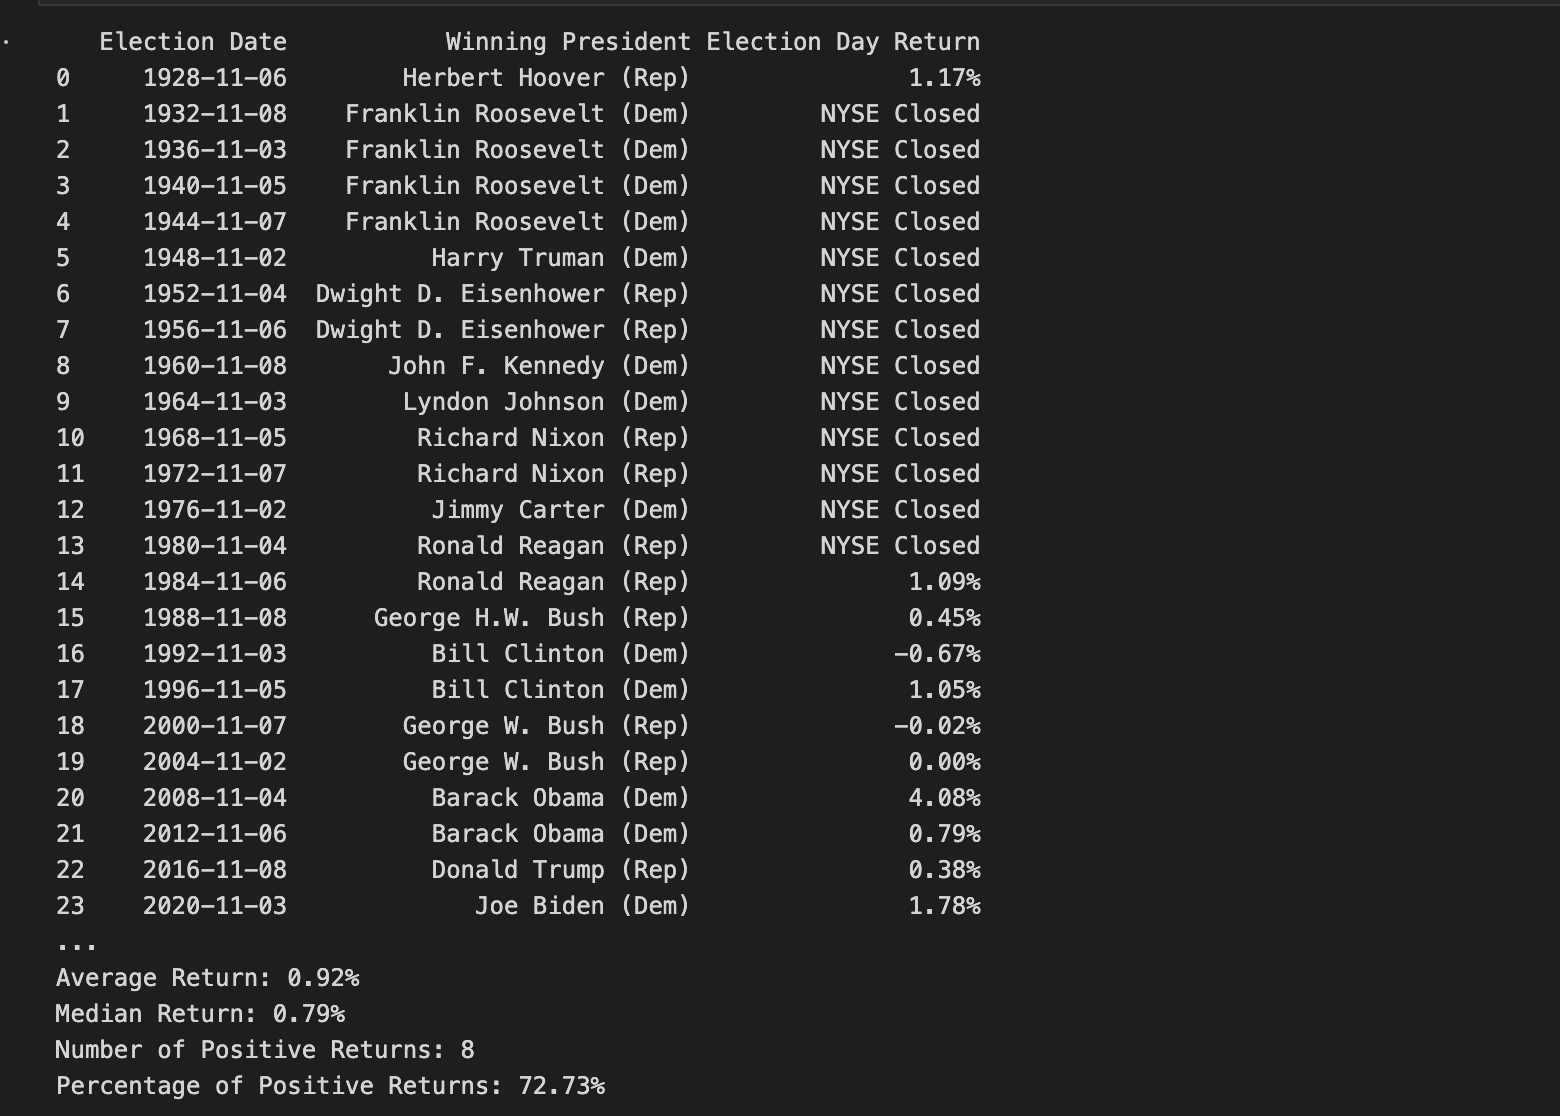 Election Date Winning President Election Day Return
0 1928-11-06 Herbert Hoover (Rep) 1.17%
1 1932-11-08 Franklin Roosevelt (Dem) NYSE Closed
2 1936-11-03 Franklin Roosevelt (Dem) NYSE Closed
3 1940-11-05 Franklin Roosevelt (Dem) NYSE Closed
4 1944-11-07 Franklin Roosevelt (Dem) NYSE Closed
5 1948-11-02 Harry Truman (Dem) NYSE Closed
6 1952-11-04 Dwight D. Eisenhower (Rep) NYSE Closed
7 1956-11-06 Dwight D. Eisenhower (Rep) NYSE Closed
8 1960-11-08 John F. Kennedy (Dem) NYSE Closed
9 1964-11-03 Lyndon Johnson (Dem) NYSE Closed
10 1968-11-05 Richard Nixon (Rep) NYSE Closed
11 1972-11-07 Richard Nixon (Rep) NYSE Closed
12 1976-11-02 Jimmy Carter (Dem) NYSE Closed
13 1980-11-04 Ronald Reagan (Rep) NYSE Closed
14 1984-11-06 Ronald Reagan (Rep) 1.09%
15 1988-11-08 George H.W. Bush (Rep) 0.45%
16 1992-11-03 Bill Clinton (Dem) -0.67%
17 1996-11-05 Bill Clinton (Dem) 1.05%
18 2000-11-07 George W. Bush (Rep) -0.02%
19 2004-11-02 George W. Bush (Rep) 0.00%
20 2008-11-04 Barack Obama (Dem) 4.08%
21 2012-11-06 Barack Obama (Dem) 0.79%
22 2016-11-08 Donald Trump (Rep) 0.38%
23 2020-11-03 Joe Biden (Dem) 1.78%
...
Average Return: 0.92%
Median Return: 0.79%
Number of Positive Returns: 8
Percentage of Positive Returns: 72.73%